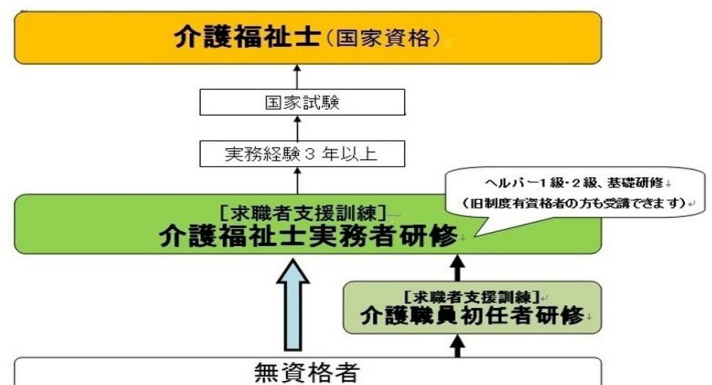 介護福祉士(国家資格)
国家試験
実務経験3年以上
ヘルパー1級・2級、基礎研修
(旧制度有資格者の方も受講できます)
[求職者支援訓練]
介護福祉士実務者研修
[求職者支援訓練]
介護職員初任者研修
無資格者